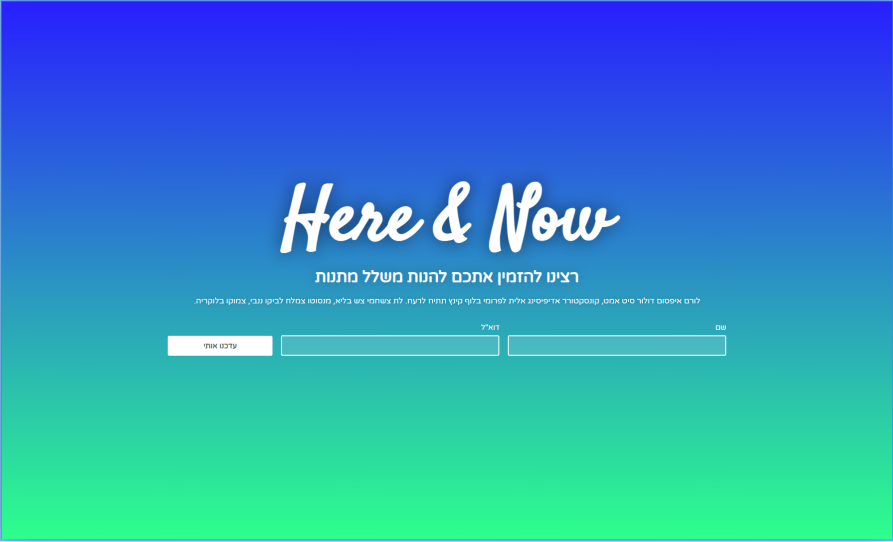 Here & Now
רצינו להזמין אתכם להנות משלל מתנות
לורם איפסום דולור סיט אמט, קונסקטורר אדיפיסינג אלית לפרומי בלוף קינץ תתיח לרעח. לת צשחמי צש בליא, מנסוטו צמלח לביקו ננבי, צמוקו בלוקריה.
שם
דוא"ל
עדכנו אותי